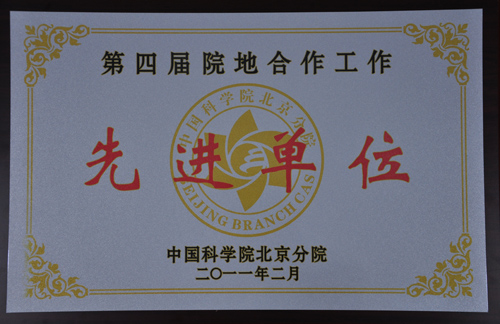 第四届院地合作工作
中国科学院北京分院
先进单位
BEIJING BRANCH CAS
中国科学院北京分院
二〇一一年二月